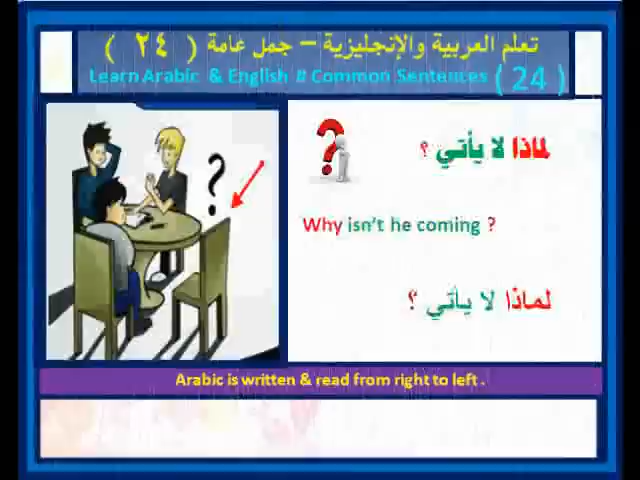 تعلم العربية والإنجليزية – جمل عامة ( ٢٤ )
Learn Arabic & English # Common Sentences ( 24 )
لماذا لا يأتي ؟
Why isn't he coming ?
لماذا لا يأتي ؟
Arabic is written & read from right to left .